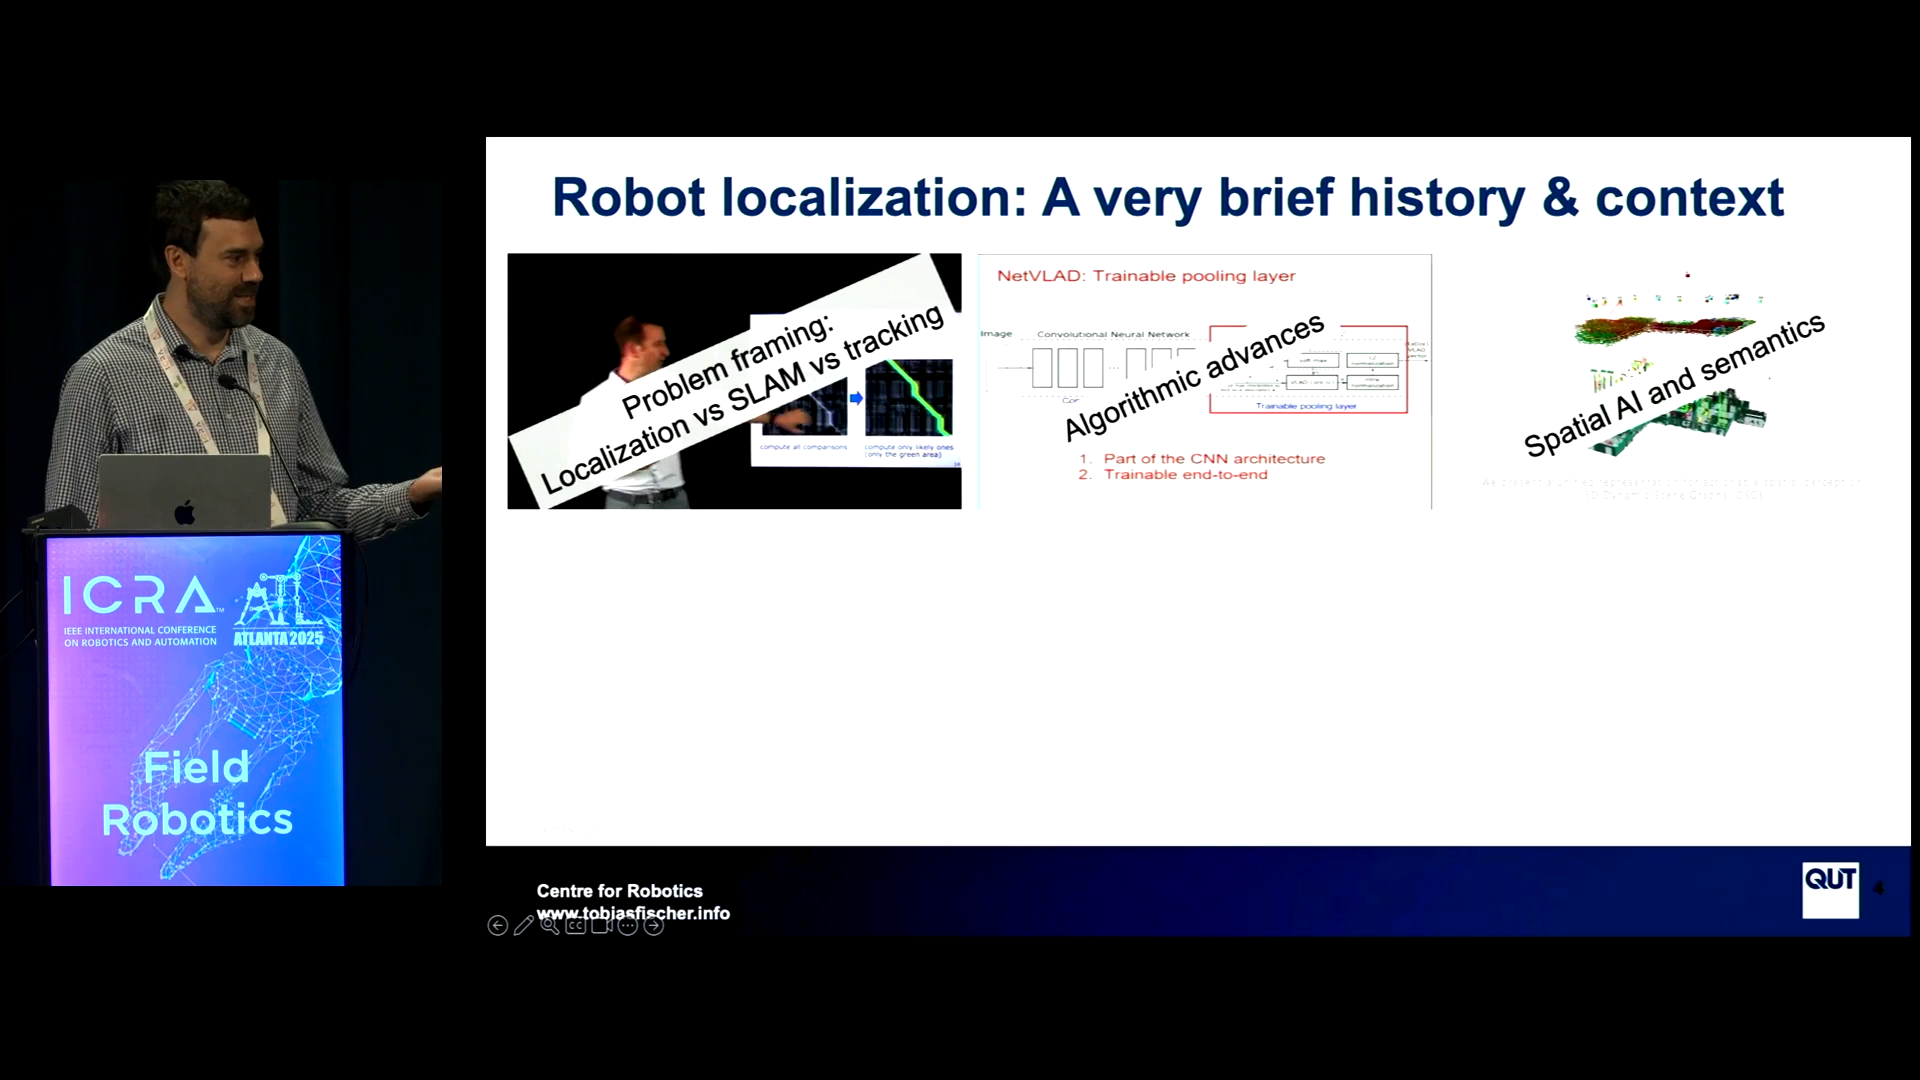 Robot localization: A very brief history & context
Problem framing:
Localization vs SLAM vs tracking
compute all comparisons
compute only likely ones
(only the green area)
NetVLAD: Trainable pooling layer
Image
Convolutional Neural Network
Trainable pooling layer
Algorithmic advances
1. Part of the CNN architecture
2. Trainable end-to-end
Spatial AI and semantics
ICRA
IEEE INTERNATIONAL CONFERENCE
ON ROBOTICS AND AUTOMATION
ATL
ATLANTA 2025
Field
Robotics
Centre for Robotics
www.tobiasfischer.info
cc
QUT
4